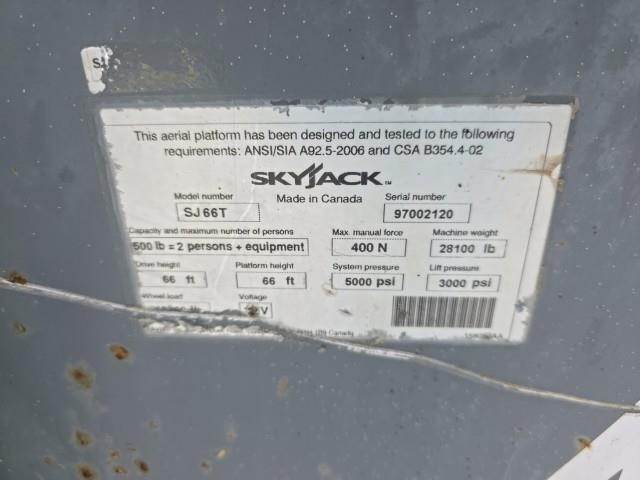 This aerial platform has been designed and tested to the following
requirements: ANSI/SIA A92.5-2006 and CSA B354.4-02
SKYJACK
Model number
Made in Canada
Serial number
SJ 66T
97002120
Capacity and maximum number of persons
Max. manual force
Machine weight
500 lb = 2 persons + equipment
400 N
28100 lb
Drive height
Platform height
System pressure
Lift pressure
66 ft
66 ft
5000 psi
3000 psi
Wheel load
Voltage
V
Canada